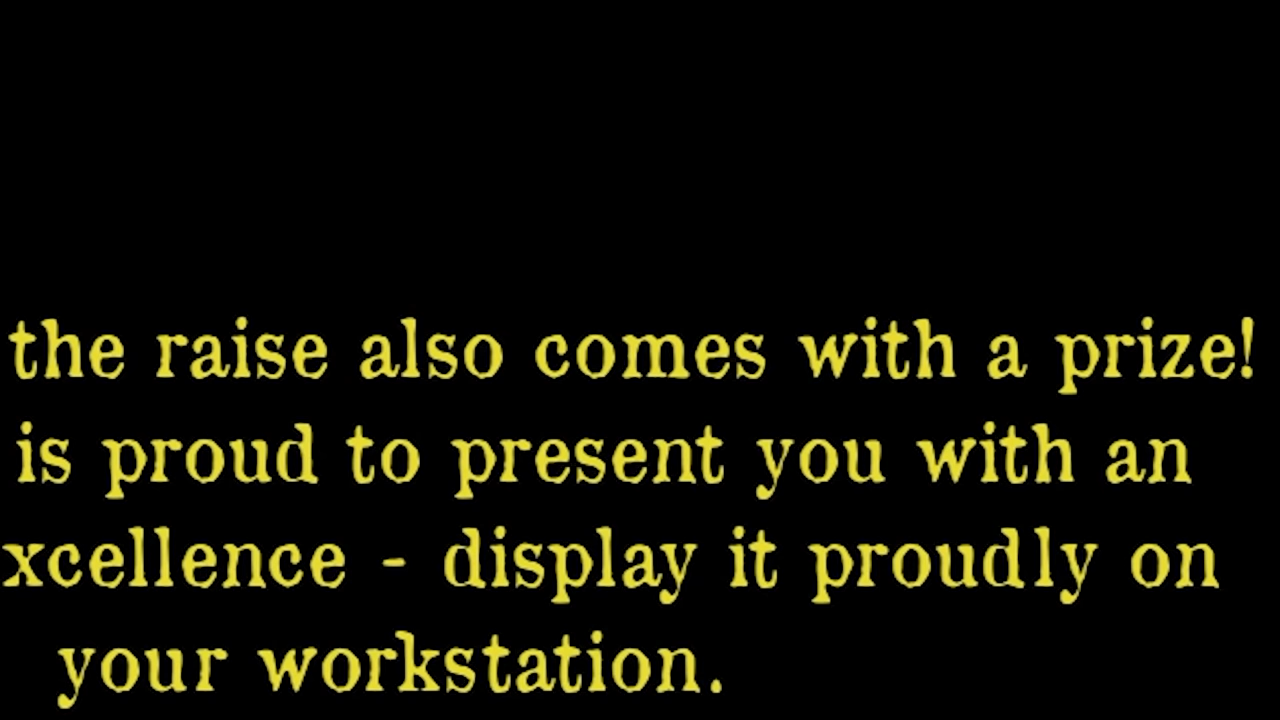 the raise also comes with a prize!
is proud to present you with an
xcellence - display it proudly on
your workstation.